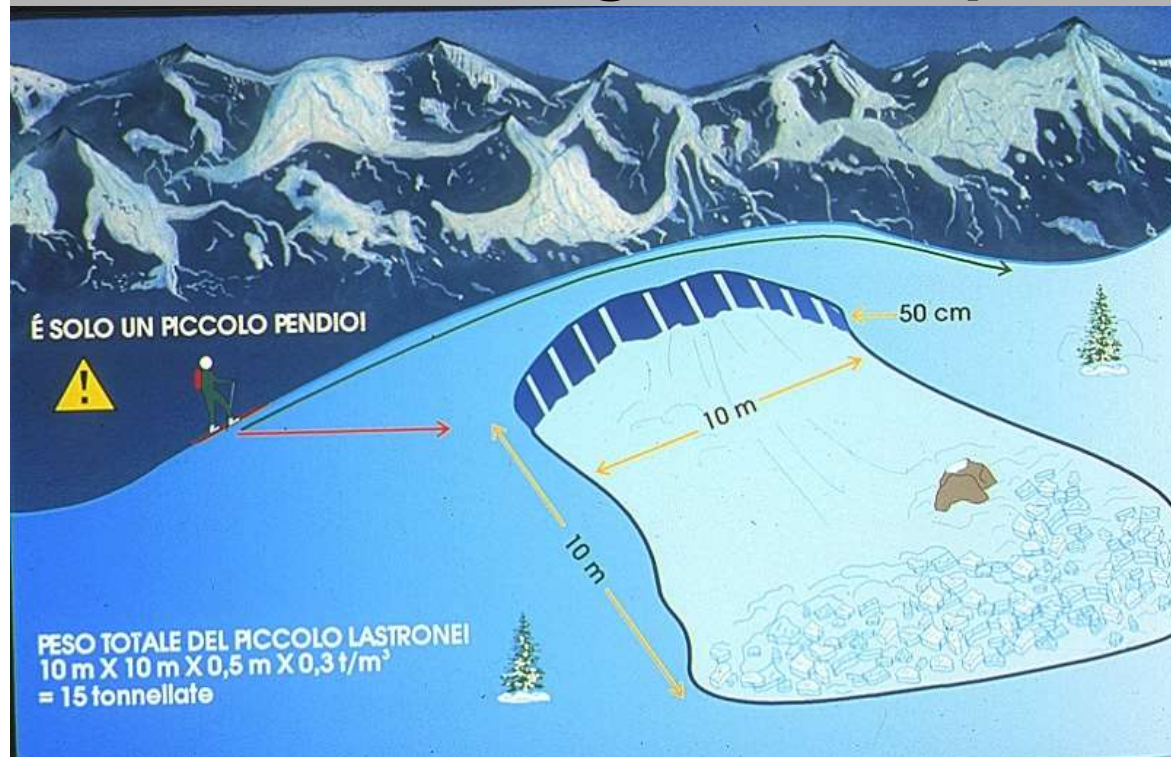 É SOLO UN PICCOLO PENDIO!
!
50 cm
10 m
10 m
PESO TOTALE DEL PICCOLO LASTRONE!
10 m X 10 m X 0,5 m X 0,3 t/m³
= 15 tonnellate